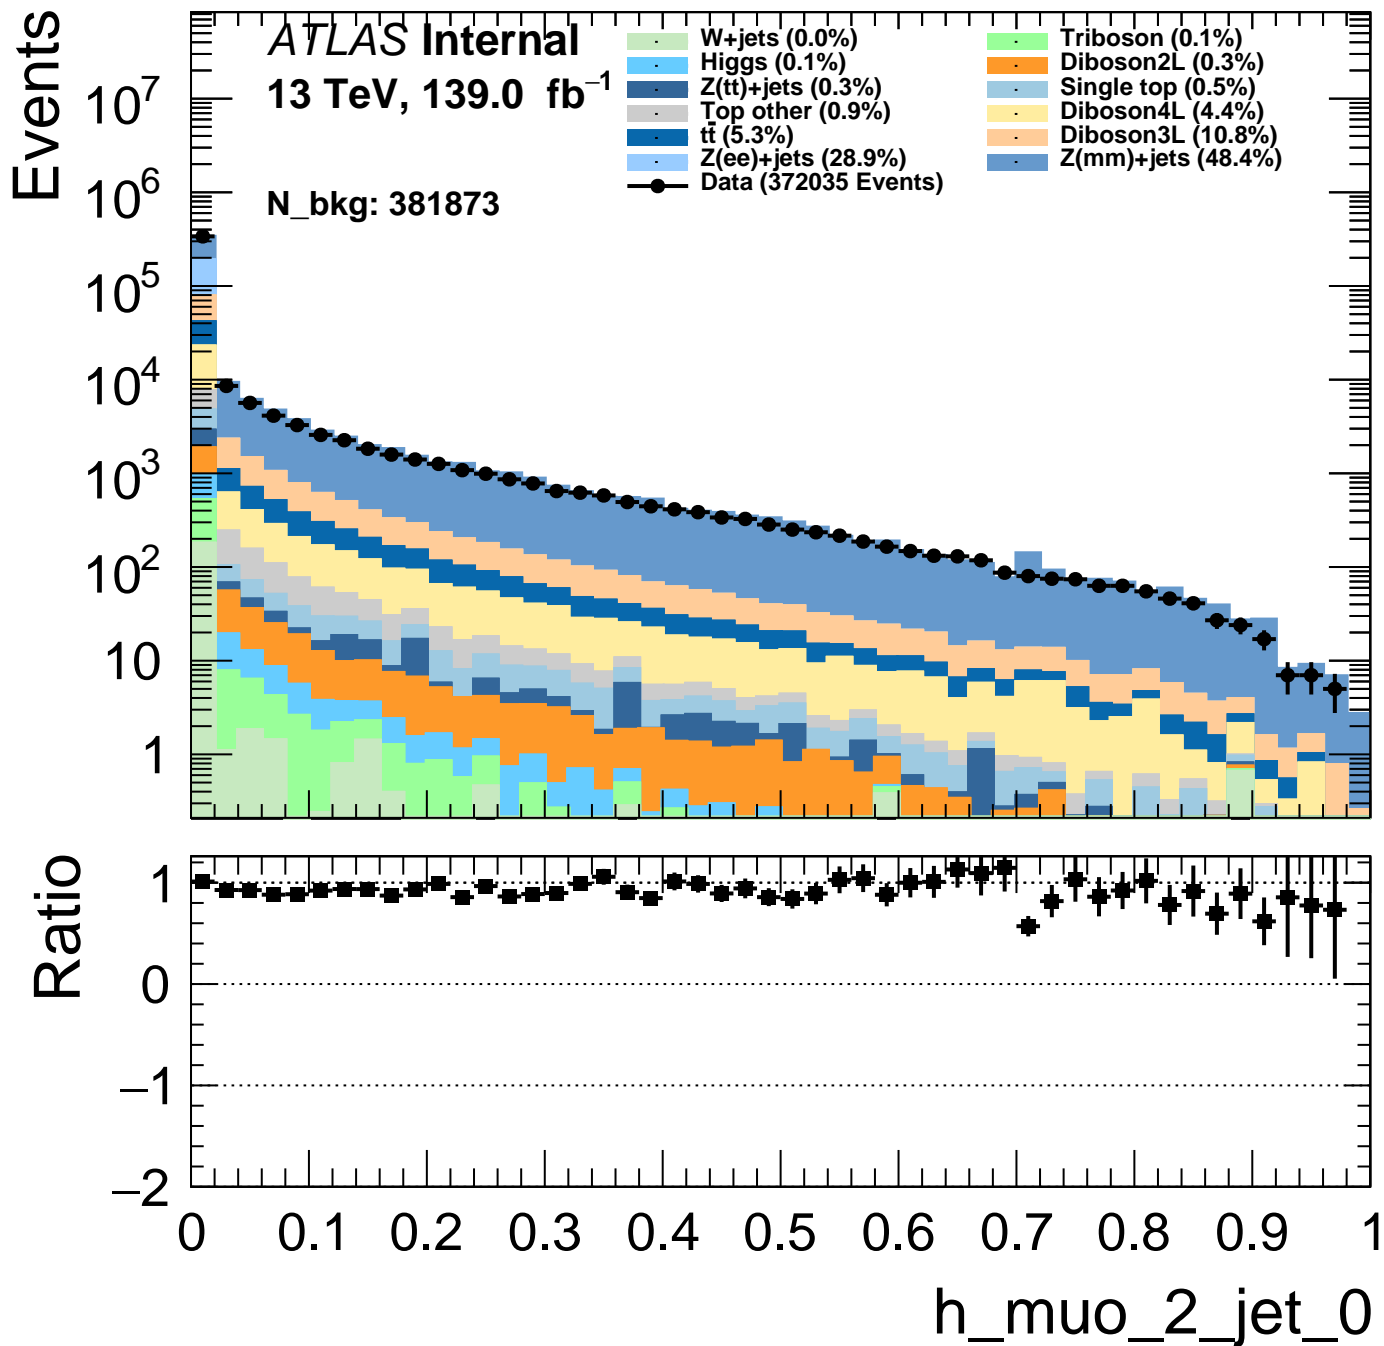 Events
ATLAS Internal
13 TeV, 139.0 fb⁻¹
N_bkg: 381873
W+jets (0.0%)
Higgs (0.1%)
Z(tt)+jets (0.3%)
Top other (0.9%)
tt̄ (5.3%)
Z(ee)+jets (28.9%)
Data (372035 Events)
Triboson (0.1%)
Diboson2L (0.3%)
Single top (0.5%)
Diboson4L (4.4%)
Diboson3L (10.8%)
Z(mm)+jets (48.4%)
10⁷
10⁶
10⁵
10⁴
10³
10²
10
1
Ratio
1
0
−1
−2
0 0.1 0.2 0.3 0.4 0.5 0.6 0.7 0.8 0.9 1
h_muo_2_jet_0